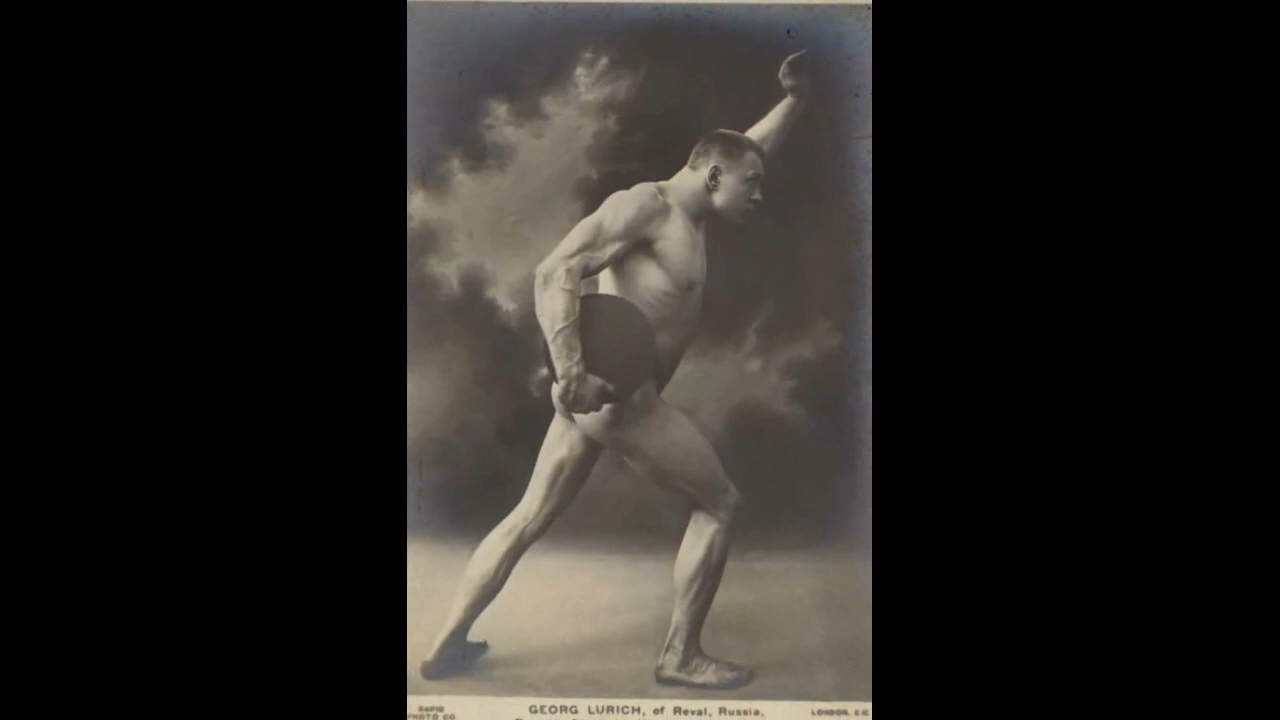 RAPID
PHOTO CO
GEORG LURICH, of Reval, Russia,
LONDON, E.C.